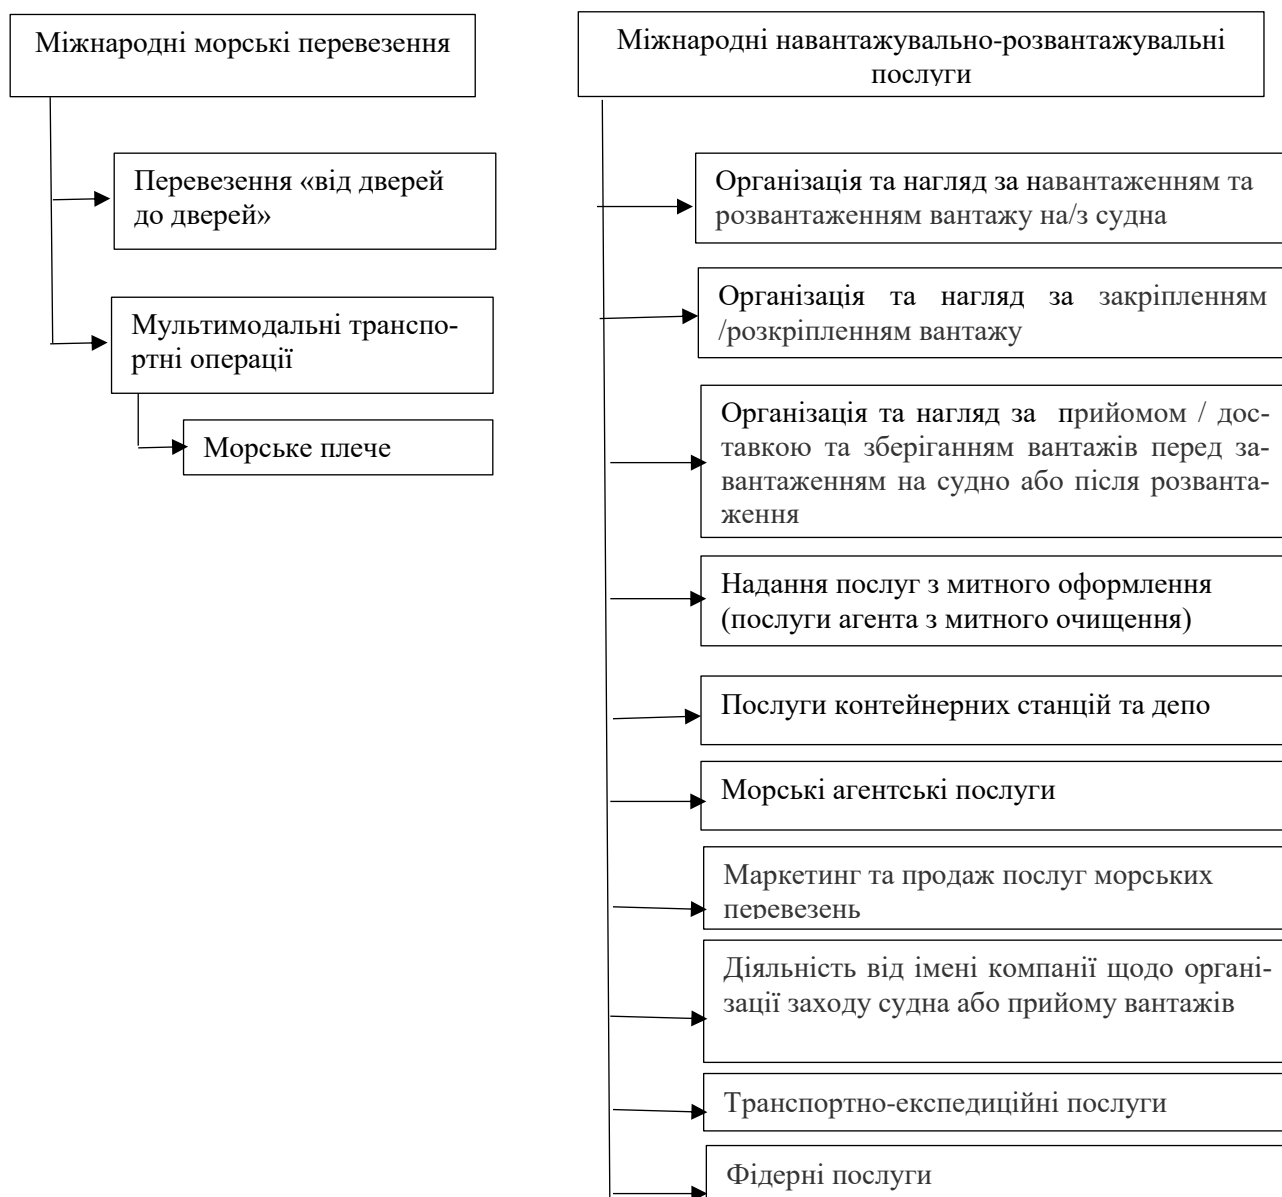 Міжнародні морські перевезення
Перевезення «від дверей
до дверей»
Мультимодальні транспо-
ртні операції
Морське плече
Міжнародні навантажувально-розвантажувальні
послуги
Організація та нагляд за навантаженням та
розвантаженням вантажу на/з судна
Організація та нагляд за закріпленням
/розкріпленням вантажу
Організація та нагляд за прийомом / дос-
тавкою та зберіганням вантажів перед за-
вантаженням на судно або після розванта-
ження
Надання послуг з митного оформлення
(послуги агента з митного очищення)
Послуги контейнерних станцій та депо
Морські агентські послуги
Маркетинг та продаж послуг морських
перевезень
Діяльність від імені компанії щодо органі-
зації заходу судна або прийому вантажів
Транспортно-експедиційні послуги
Фідерні послуги